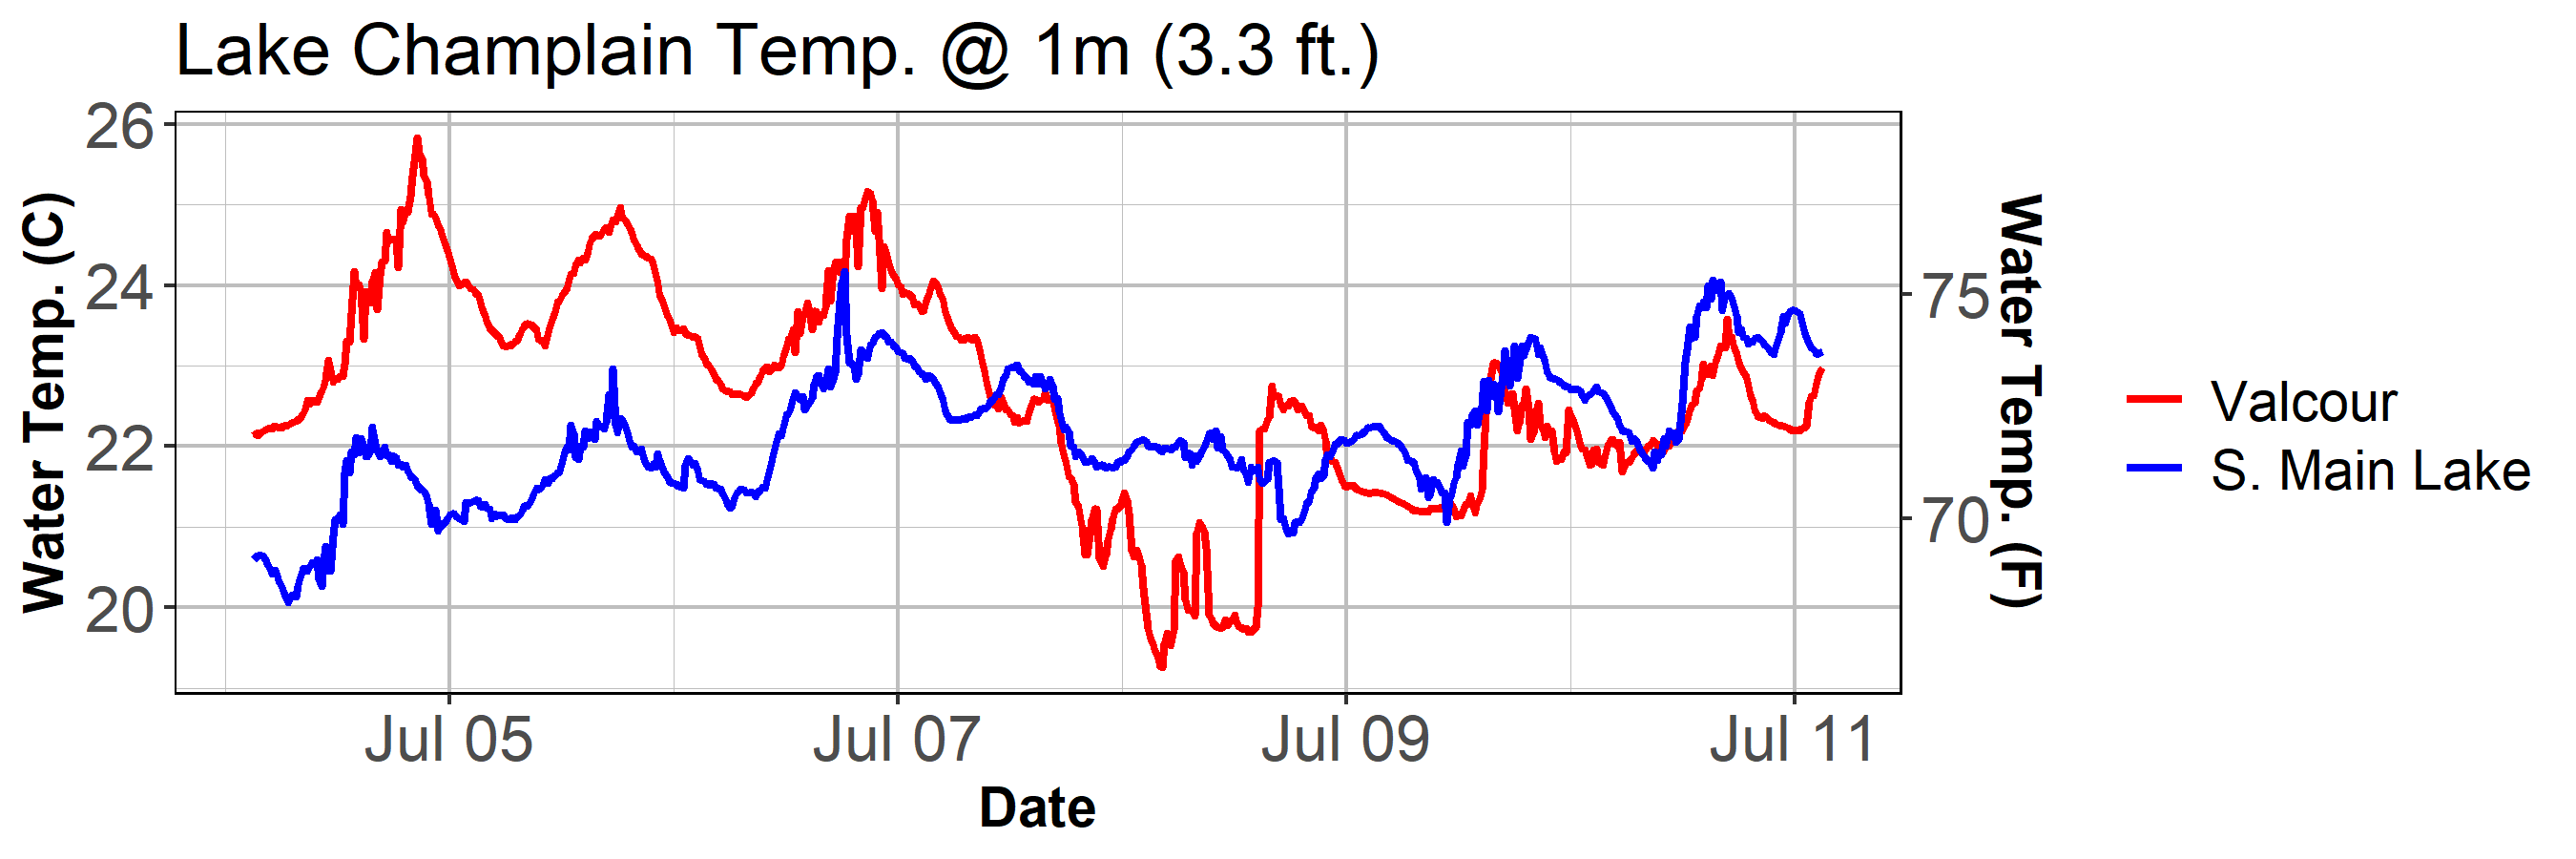 Lake Champlain Temp. @ 1m (3.3 ft.)
26
24
22
20
Water Temp. (C)
75
70
Water Temp. (F)
Jul 05
Jul 07
Jul 09
Jul 11
Date
Valcour
S. Main Lake